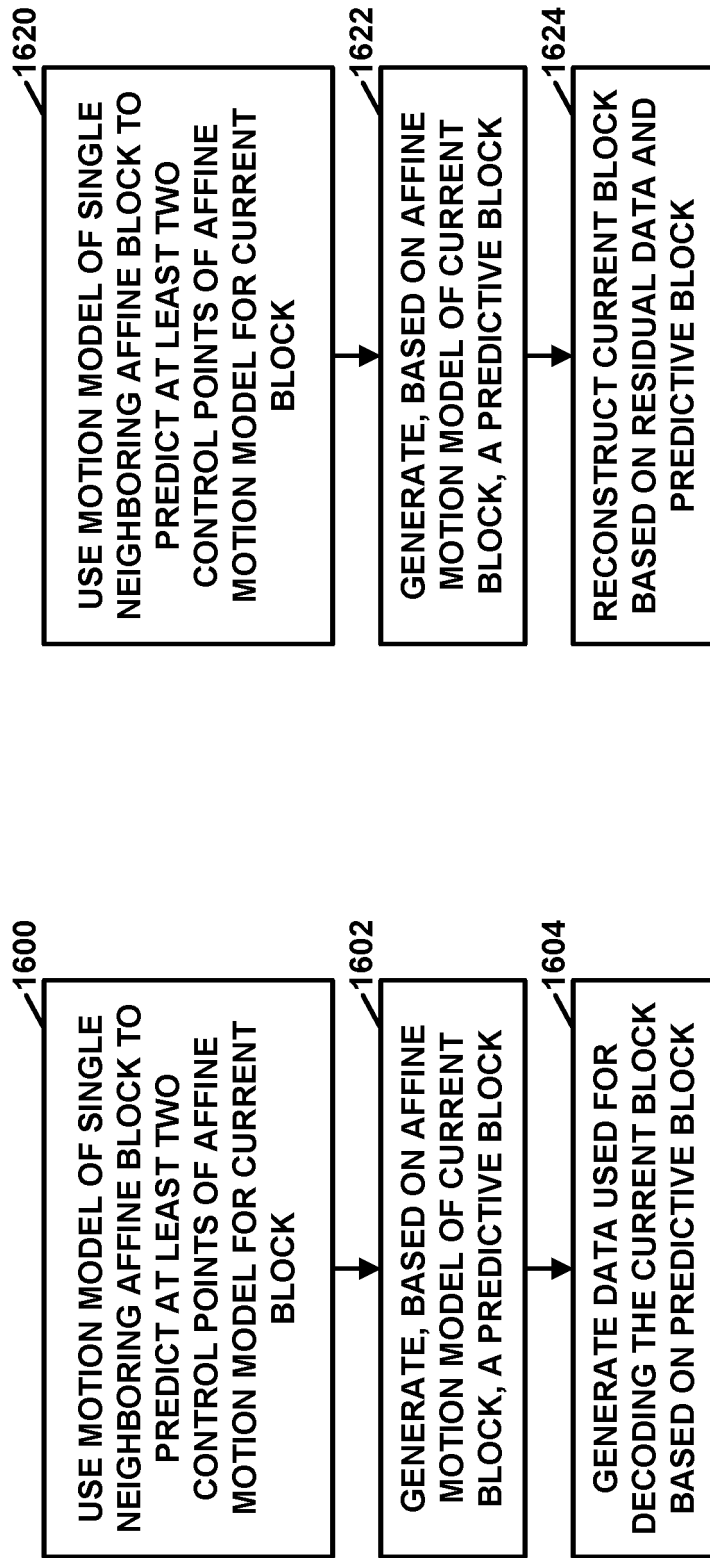 1600
USE MOTION MODEL OF SINGLE
NEIGHBORING AFFINE BLOCK TO
PREDICT AT LEAST TWO
CONTROL POINTS OF AFFINE
MOTION MODEL FOR CURRENT
BLOCK
1602
GENERATE, BASED ON AFFINE
MOTION MODEL OF CURRENT
BLOCK, A PREDICTIVE BLOCK
1604
GENERATE DATA USED FOR
DECODING THE CURRENT BLOCK
BASED ON PREDICTIVE BLOCK
1620
USE MOTION MODEL OF SINGLE
NEIGHBORING AFFINE BLOCK TO
PREDICT AT LEAST TWO
CONTROL POINTS OF AFFINE
MOTION MODEL FOR CURRENT
BLOCK
1622
GENERATE, BASED ON AFFINE
MOTION MODEL OF CURRENT
BLOCK, A PREDICTIVE BLOCK
1624
RECONSTRUCT CURRENT BLOCK
BASED ON RESIDUAL DATA AND
PREDICTIVE BLOCK